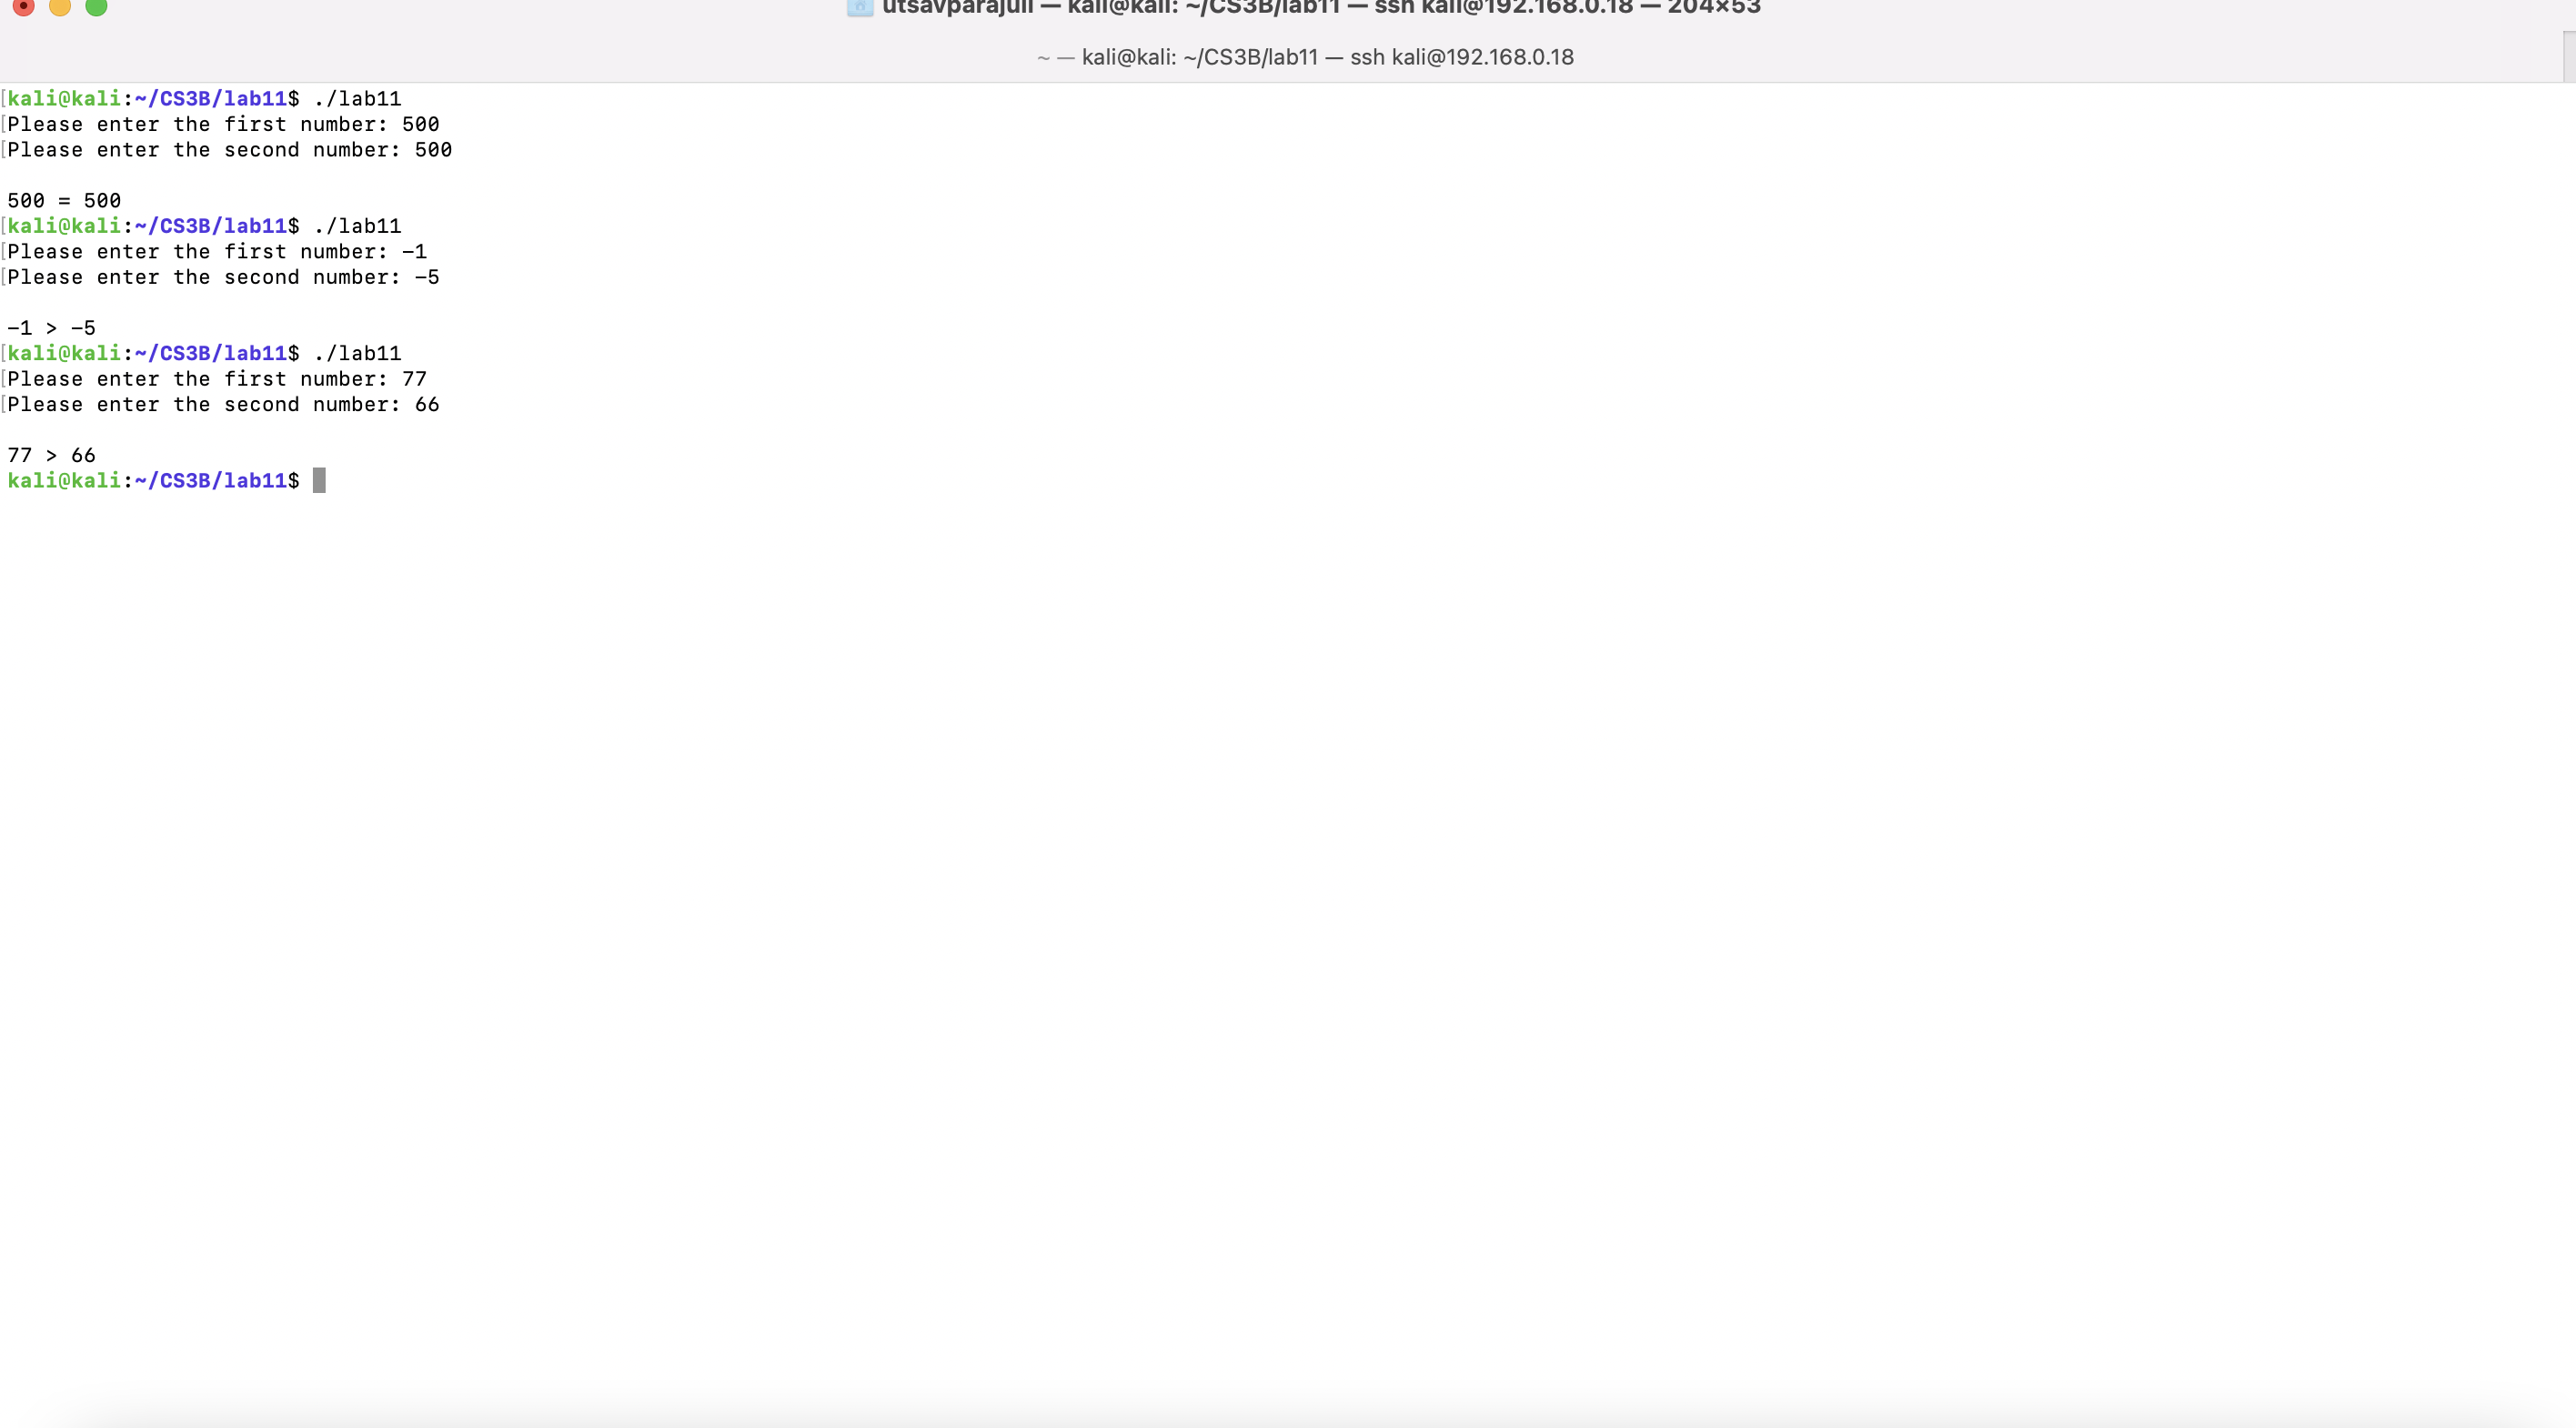 utsavparajuli — kali@kali: ~/CS3B/lab11 — ssh kali@192.168.0.18 — 204×53
~ — kali@kali: ~/CS3B/lab11 — ssh kali@192.168.0.18
[kali@kali:~/CS3B/lab11$ ./lab11
[Please enter the first number: 500
[Please enter the second number: 500
500 = 500
[kali@kali:~/CS3B/lab11$ ./lab11
[Please enter the first number: -1
[Please enter the second number: -5
-1 > -5
[kali@kali:~/CS3B/lab11$ ./lab11
[Please enter the first number: 77
[Please enter the second number: 66
77 > 66
kali@kali:~/CS3B/lab11$